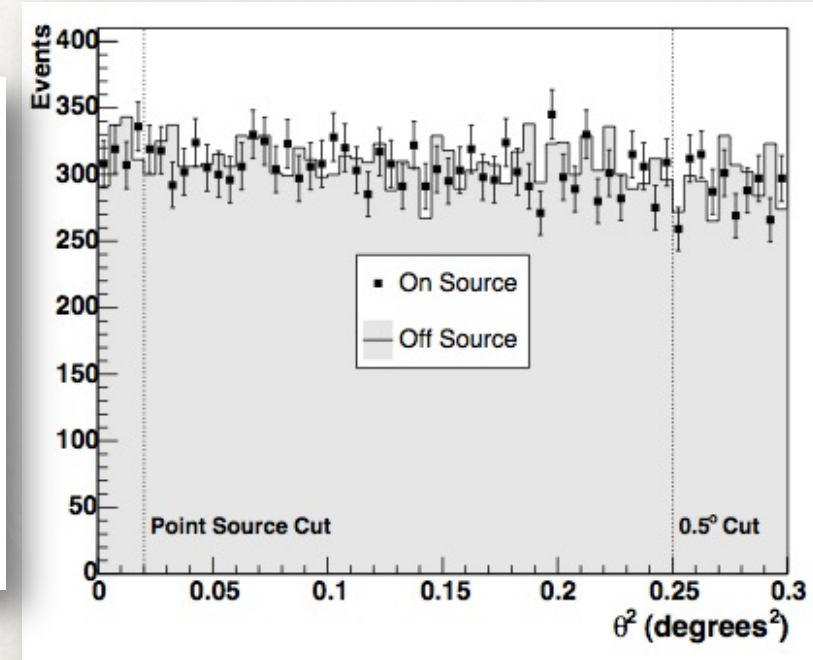 Events
400
350
300
250
200
150
100
50
0
On Source
Off Source
Point Source Cut
0.5° Cut
0 0.05 0.1 0.15 0.2 0.25 0.3
θ² (degrees²)